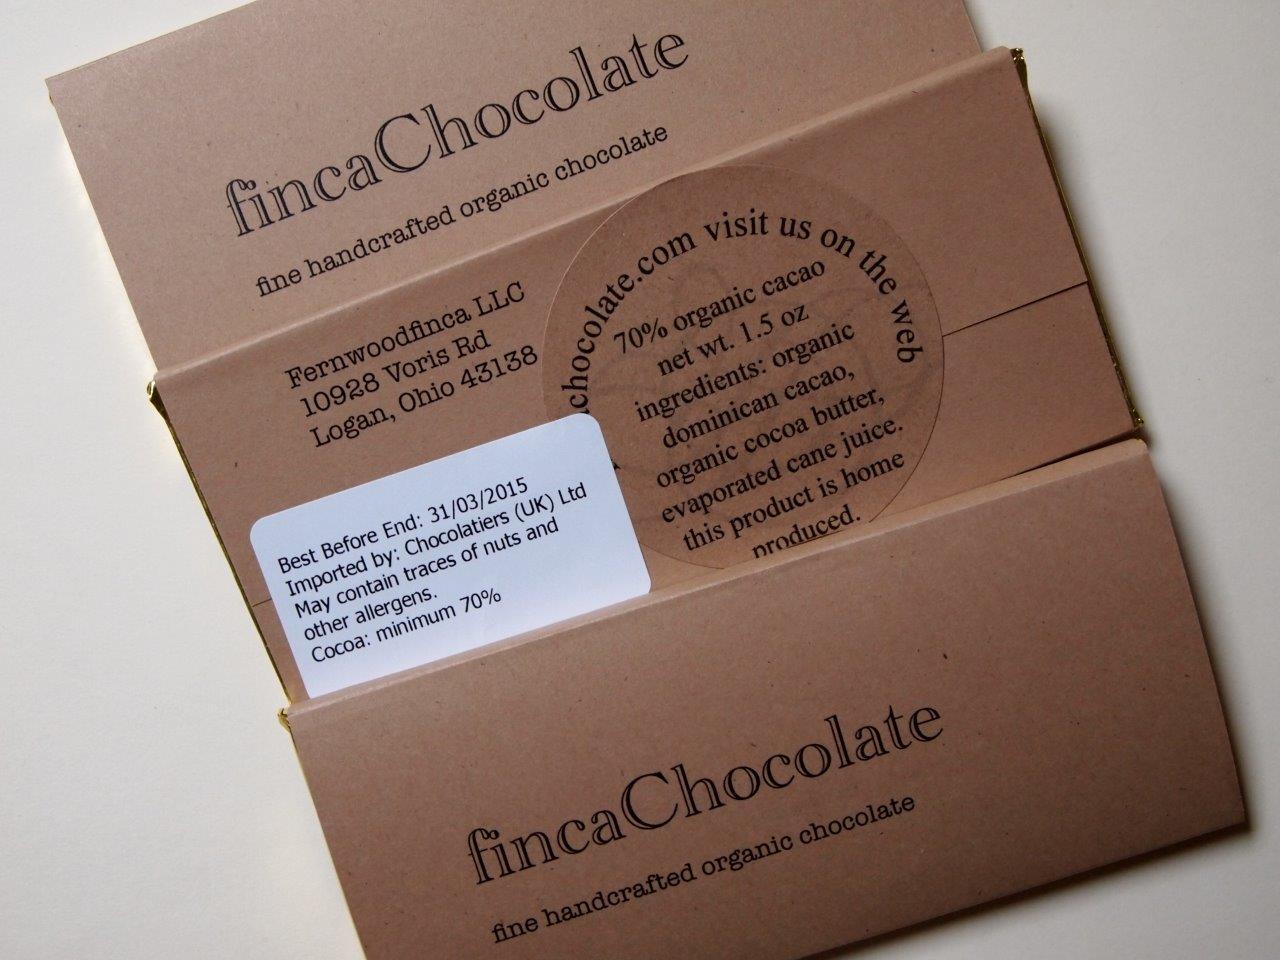 fincaChocolate
fine handcrafted organic chocolate
Fernwoodfinca LLC
10928 Voris Rd
Logan, Ohio 43138
chocolate.com visit us on the web
70% organic cacao
net wt. 1.5 oz
ingredients: organic
dominican cacao,
organic cocoa butter,
evaporated cane juice.
this product is home
produced.
Best Before End: 31/03/2015
Imported by: Chocolatiers (UK) Ltd
May contain traces of nuts and
other allergens.
Cocoa: minimum 70%
fincaChocolate
fine handcrafted organic chocolate